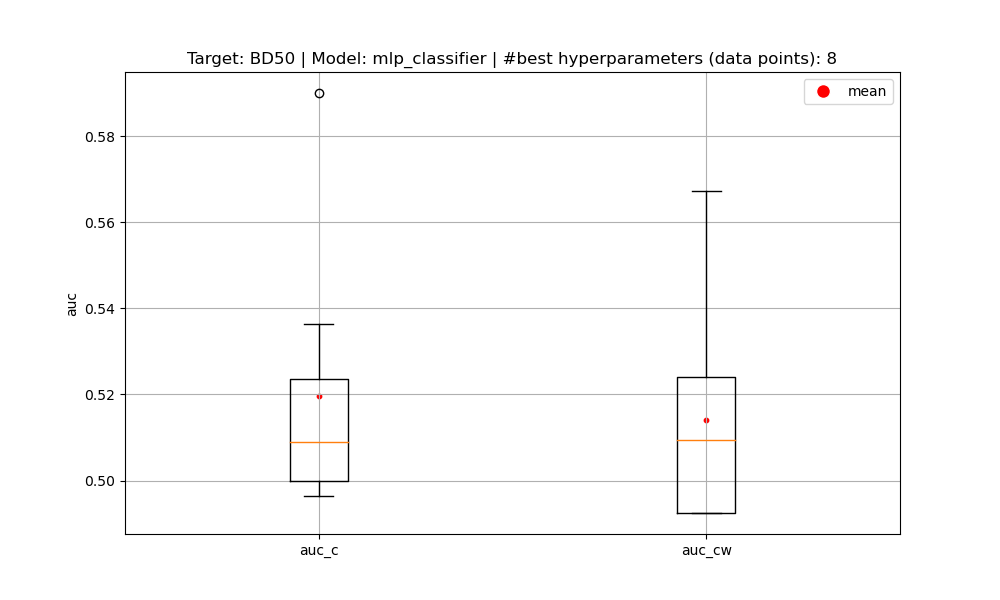 Target: BD50 | Model: mlp_classifier | #best hyperparameters (data points): 8
mean
0.58
0.56
0.54
0.52
0.50
auc
auc_c
auc_cw